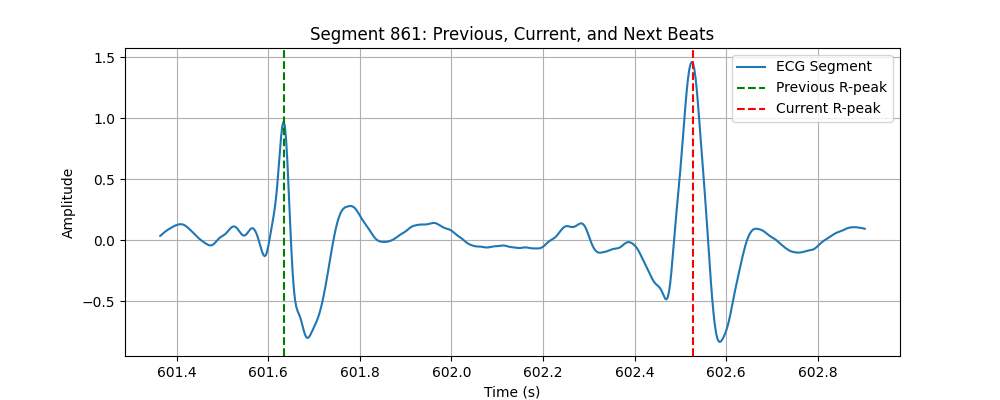 Segment 861: Previous, Current, and Next Beats
ECG Segment
Previous R-peak
Current R-peak
Amplitude
1.5
1.0
0.5
0.0
−0.5
601.4 601.6 601.8 602.0 602.2 602.4 602.6 602.8
Time (s)